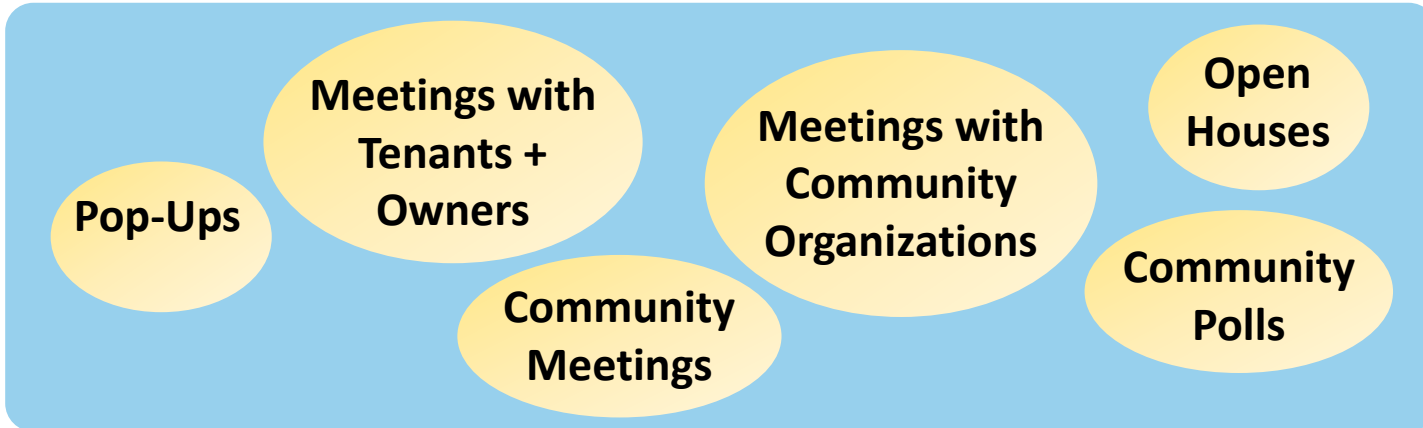 Pop-Ups
Meetings with
Tenants +
Owners
Community
Meetings
Meetings with
Community
Organizations
Open
Houses
Community
Polls